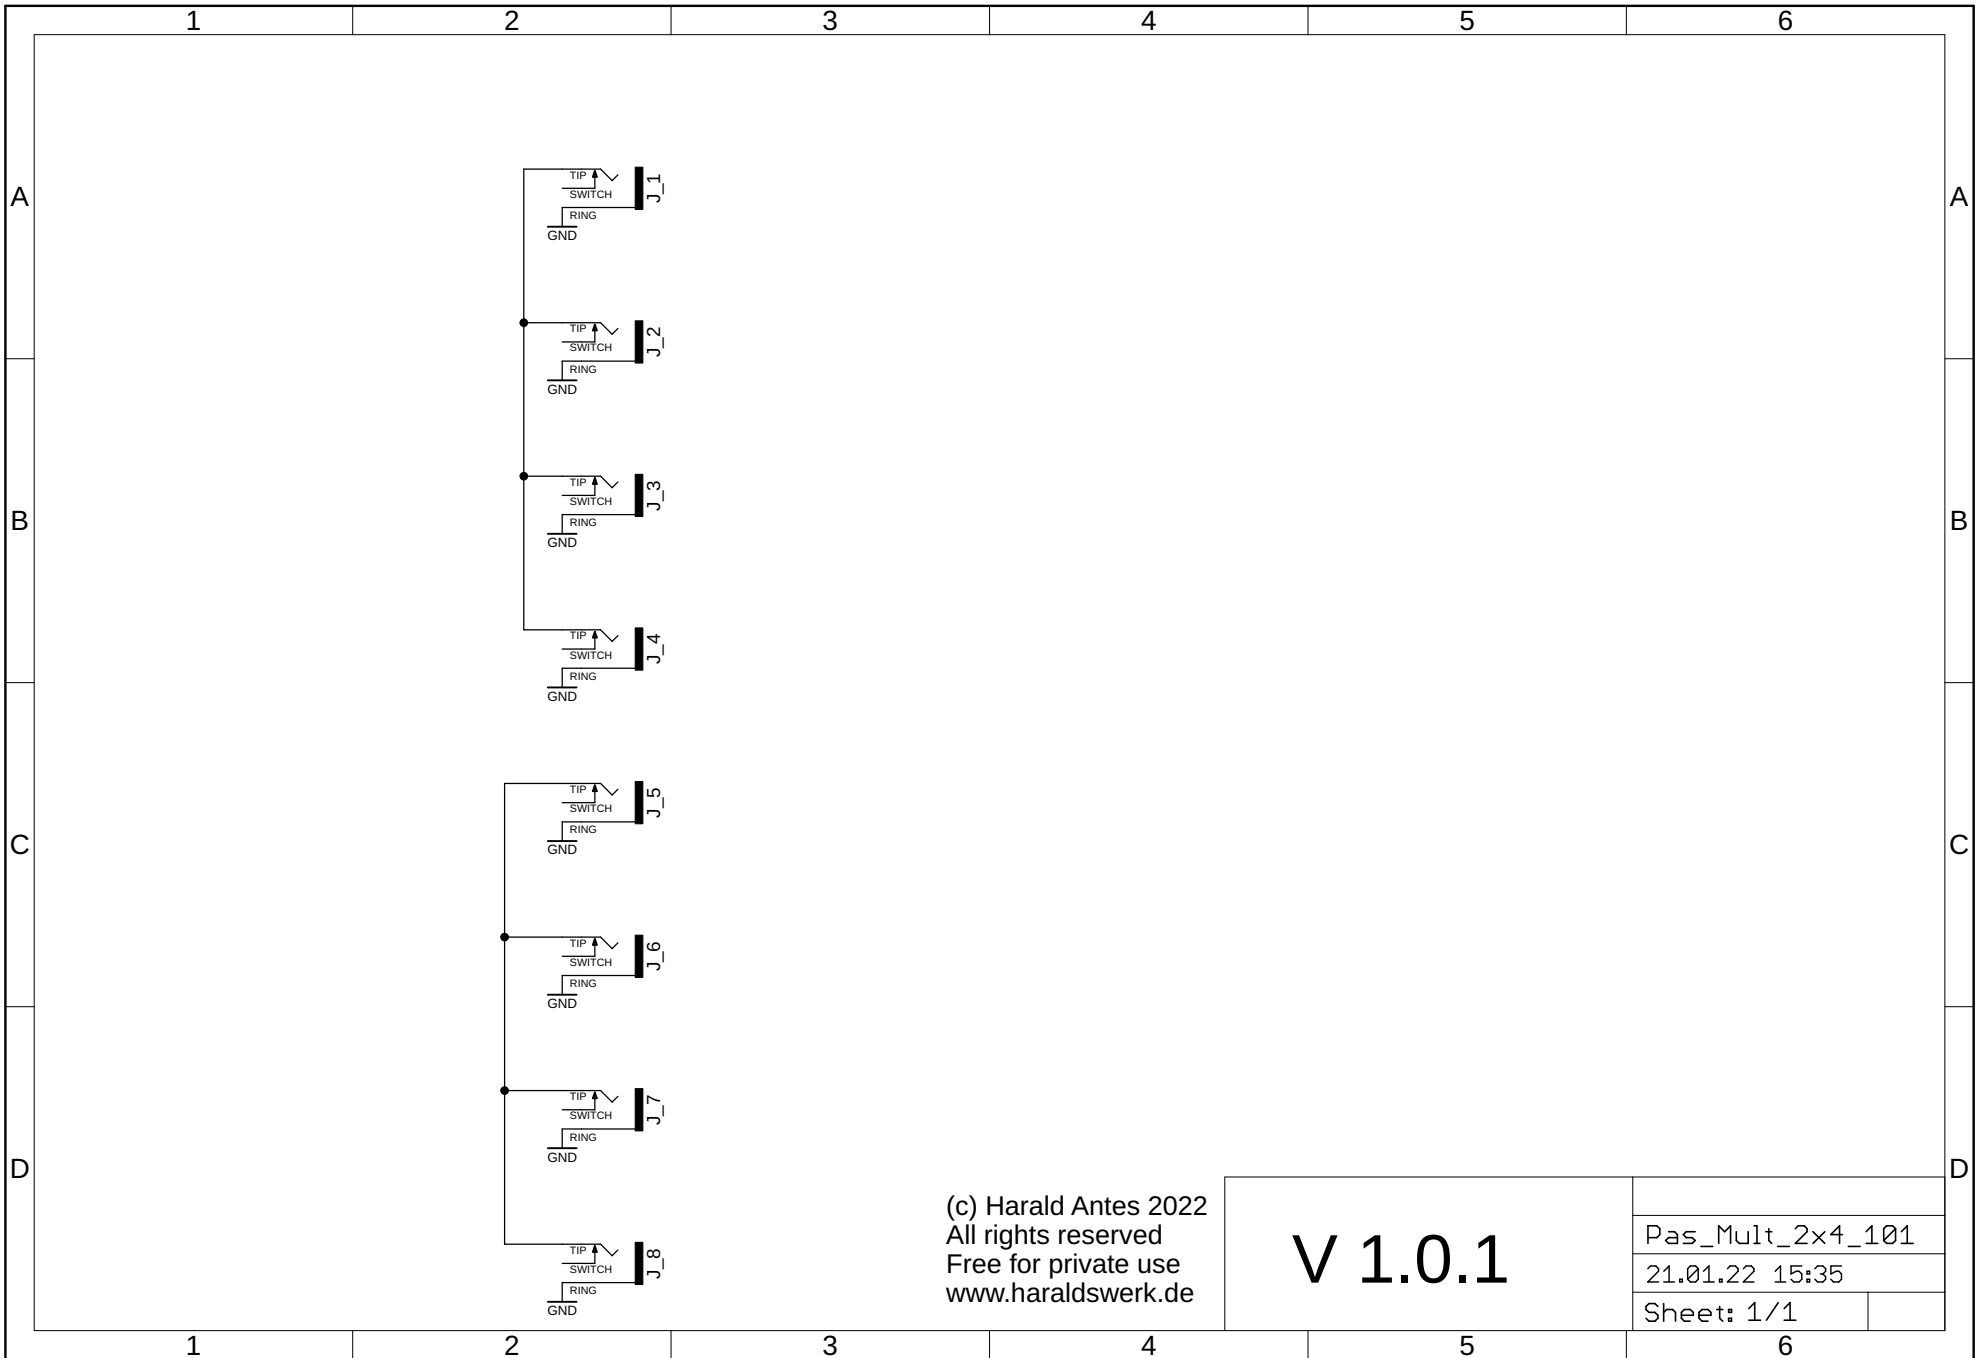 1 2 3 4 5 6
A A
TIP
SWITCH
J_1
RING
GND
TIP
SWITCH
J_2
RING
GND
TIP
SWITCH
J_3
RING
B B
GND
TIP
SWITCH
J_4
RING
GND
TIP
SWITCH
J_5
RING
C C
GND
TIP
SWITCH
J_6
RING
GND
TIP
SWITCH
J_7
RING
GND
D D
TIP
SWITCH
J_8
RING
GND
(c) Harald Antes 2022
All rights reserved
Free for private use
www.haraldswerk.de
V 1.0.1
Pas_Mult_2x4_101
21.01.22 15:35
Sheet: 1/1
1 2 3 4 5 6